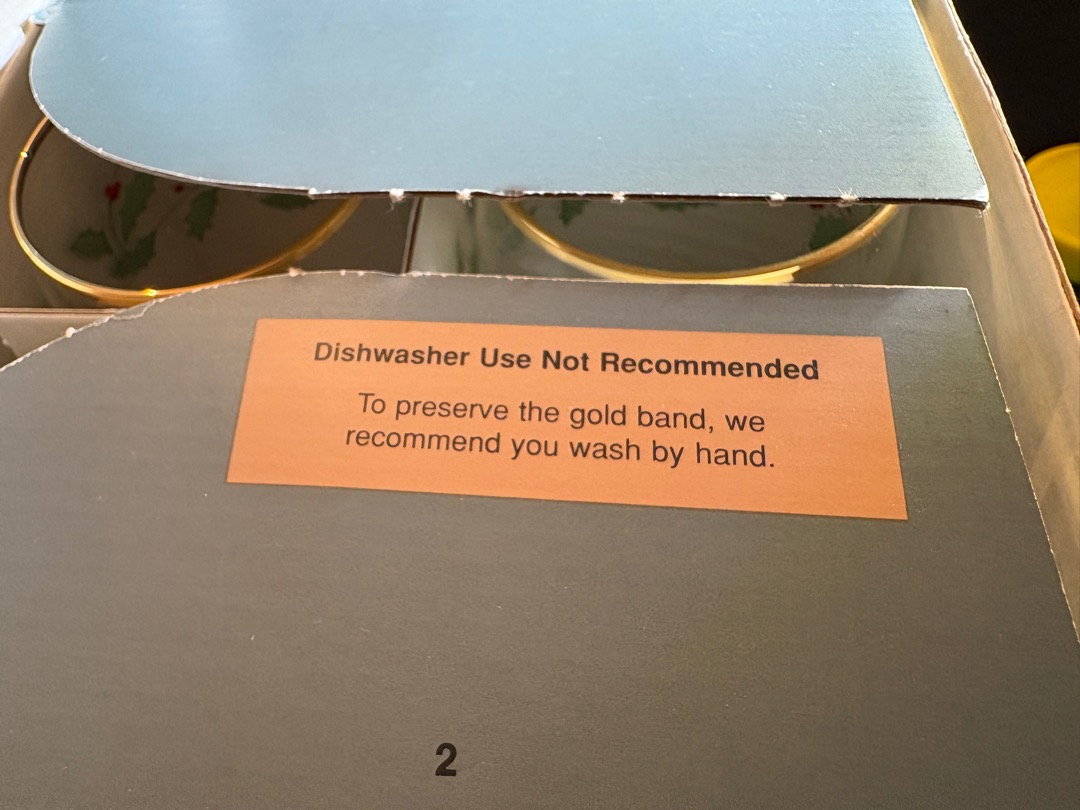 Dishwasher Use Not Recommended
To preserve the gold band, we
recommend you wash by hand.
2